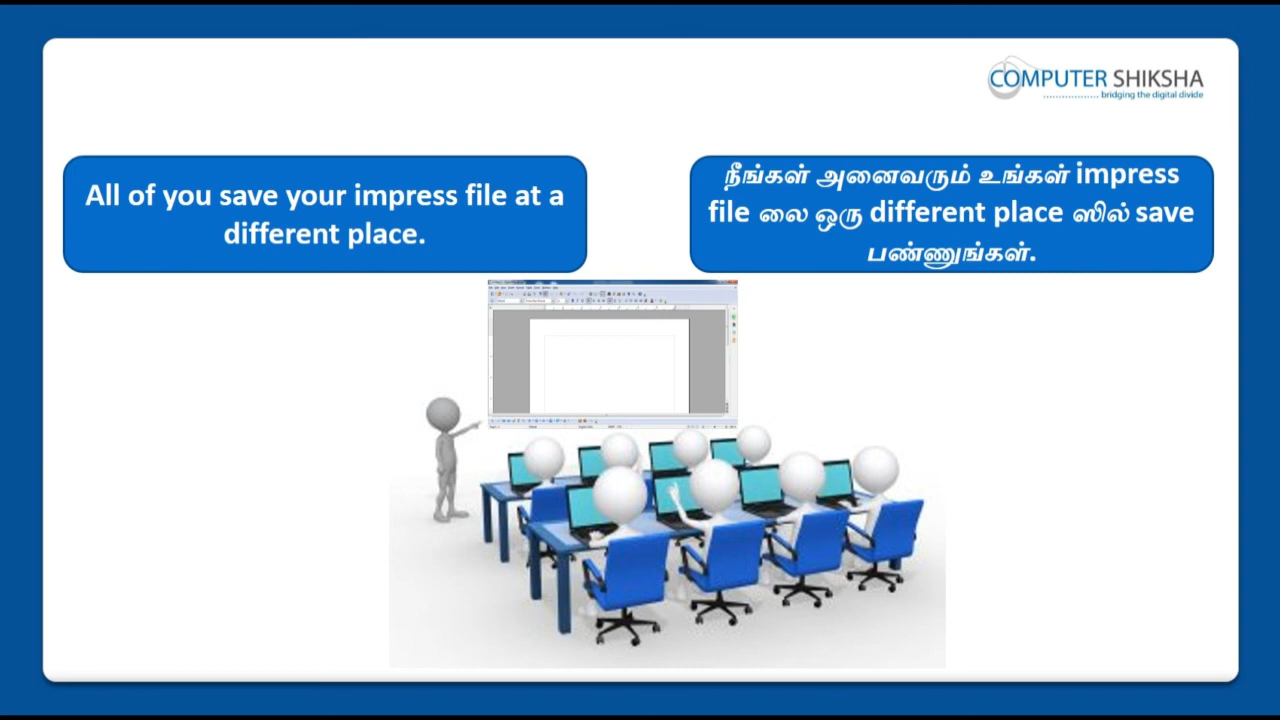 COMPUTER SHIKSHA
bridging the digital divide
All of you save your impress file at a
different place.
நீங்கள் அனைவரும் உங்கள் impress
file லை ஒரு different place ஸில் save
பண்ணுங்கள்.